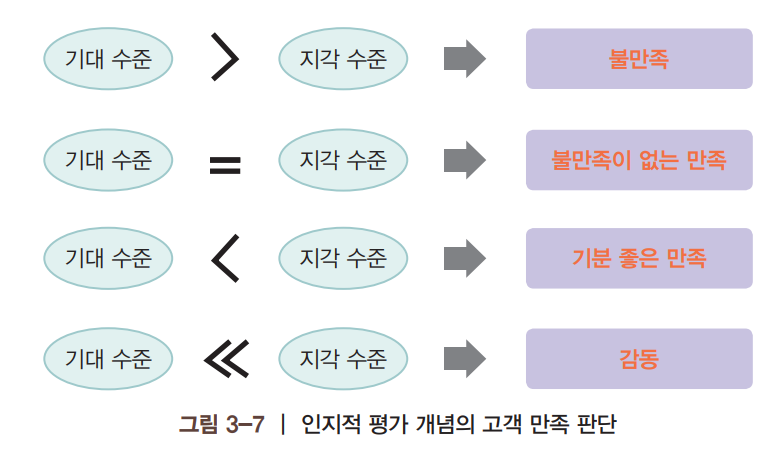 기대 수준 > 지각 수준 불만족
기대 수준 = 지각 수준 불만족이 없는 만족
기대 수준 < 지각 수준 기분 좋은 만족
기대 수준 ≪ 지각 수준 감동
그림 3-7 | 인지적 평가 개념의 고객 만족 판단